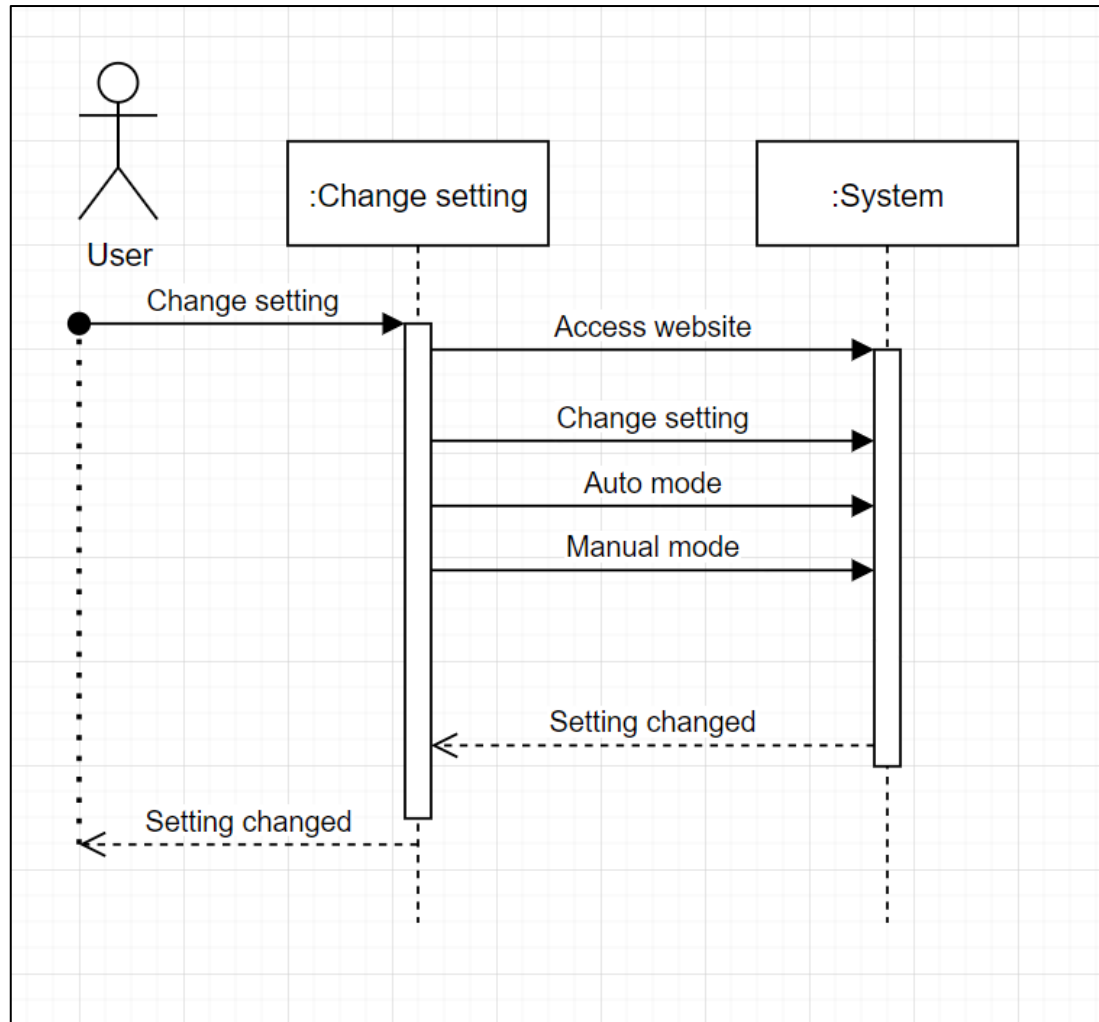 User
:Change setting
:System
Change setting
Access website
Change setting
Auto mode
Manual mode
Setting changed
Setting changed